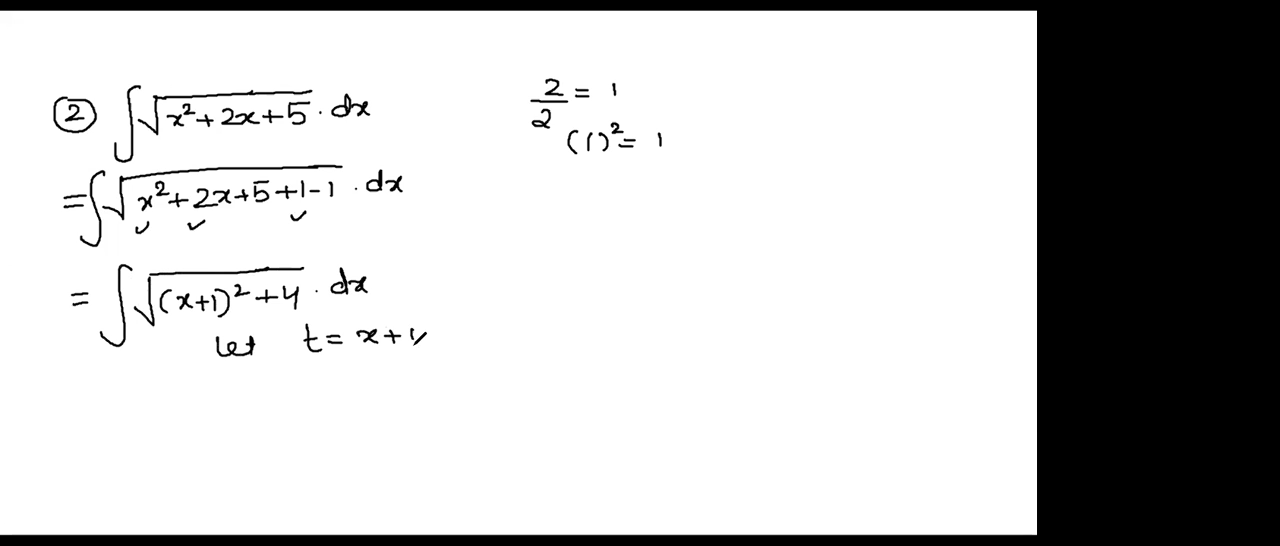 ② ∫√(x²+2x+5) · dx
2/2 = 1
(1)² = 1
= ∫√(x²+2x+5+1-1) · dx
= ∫√((x+1)²+4) · dx
Let t = x+1